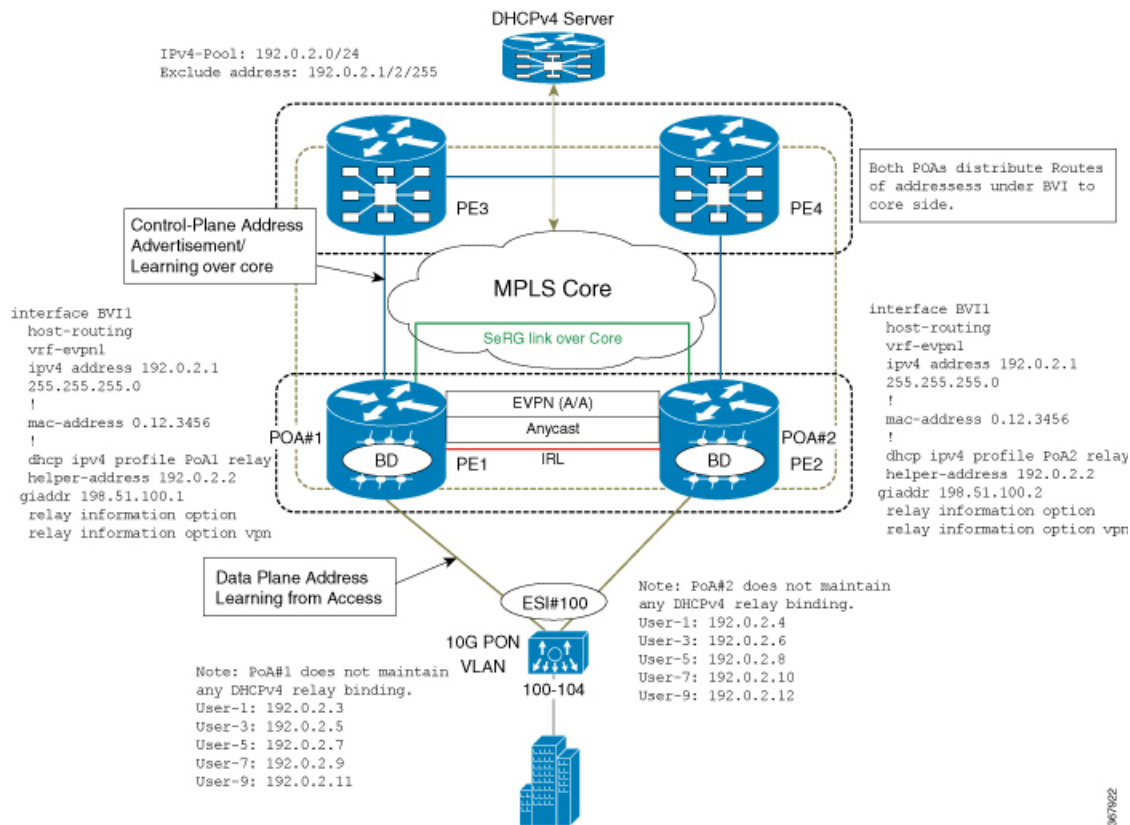 DHCPv4 Server
IPv4-Pool: 192.0.2.0/24
Exclude address: 192.0.2.1/2/255
PE3
PE4
Both POAs distribute Routes
of addressess under BVI to
core side.
Control-Plane Address
Advertisement/
Learning over core
MPLS Core
SeRG link over Core
interface BVI1
host-routing
vrf-evpn1
ipv4 address 192.0.2.1
255.255.255.0
!
mac-address 0.12.3456
!
dhcp ipv4 profile PoA1 relay
helper-address 192.0.2.2
giaddr 198.51.100.1
relay information option
relay information option vpn
interface BVI1
host-routing
vrf-evpn1
ipv4 address 192.0.2.1
255.255.255.0
!
mac-address 0.12.3456
!
dhcp ipv4 profile PoA2 relay
helper-address 192.0.2.2
giaddr 198.51.100.2
relay information option
relay information option vpn
EVPN (A/A)
Anycast
IRL
POA#1
BD
PE1
POA#2
BD
PE2
Data Plane Address
Learning from Access
ESI#100
10G PON
VLAN
100-104
Note: PoA#1 does not maintain
any DHCPv4 relay binding.
User-1: 192.0.2.3
User-3: 192.0.2.5
User-5: 192.0.2.7
User-7: 192.0.2.9
User-9: 192.0.2.11
Note: PoA#2 does not maintain
any DHCPv4 relay binding.
User-1: 192.0.2.4
User-3: 192.0.2.6
User-5: 192.0.2.8
User-7: 192.0.2.10
User-9: 192.0.2.12
367922